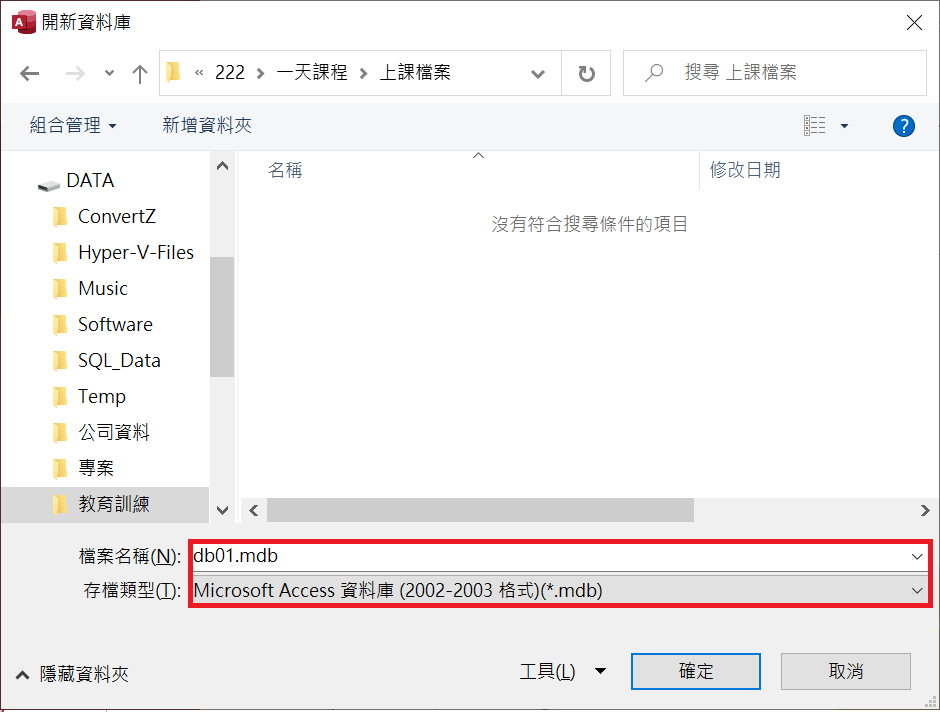 開新資料庫
« 222 > 一天課程 > 上課檔案
搜尋 上課檔案
組合管理
新增資料夾
名稱
修改日期
沒有符合搜尋條件的項目
DATA
ConvertZ
Hyper-V-Files
Music
Software
SQL_Data
Temp
公司資料
專案
教育訓練
檔案名稱(N): db01.mdb
存檔類型(T): Microsoft Access 資料庫 (2002-2003 格式)(*.mdb)
隱藏資料夾
工具(L)
確定
取消